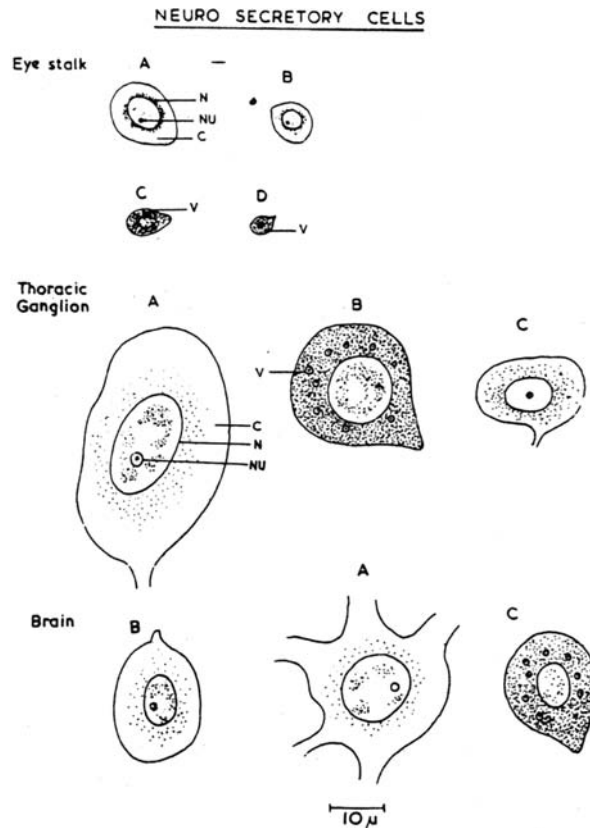 NEURO SECRETORY CELLS
Eye stalk A B
N
NU
C
C D
V
V
Thoracic
Ganglion
A B C
V
C
N
NU
A
Brain B C
10 μ